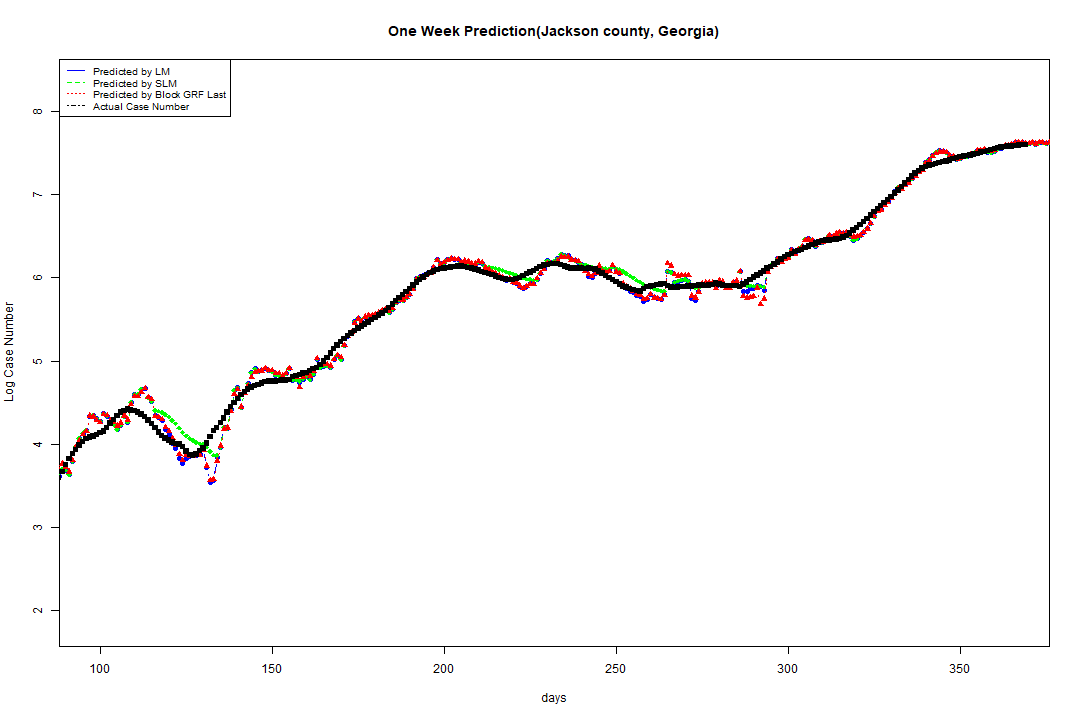 One Week Prediction(Jackson county, Georgia)
Predicted by LM
Predicted by SLM
Predicted by Block GRF Last
Actual Case Number
8
7
6
5
4
3
2
Log Case Number
100 150 200 250 300 350
days